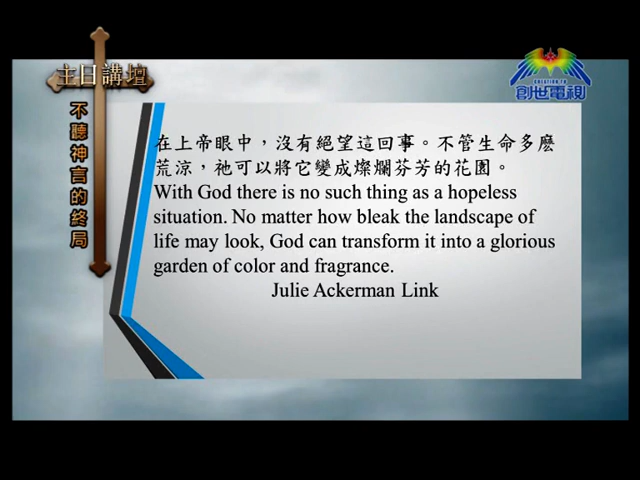 主日講壇
不聽神言的終局
CREATION TV
創世電視
在上帝眼中，沒有絕望這回事。不管生命多麽
荒涼，祂可以將它變成燦爛芬芳的花園。
With God there is no such thing as a hopeless
situation. No matter how bleak the landscape of
life may look, God can transform it into a glorious
garden of color and fragrance.
Julie Ackerman Link